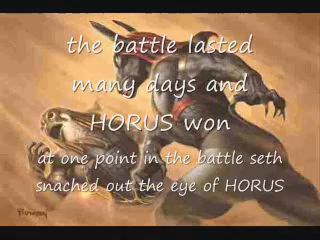 the battle lasted
many days and
HORUS won
at one point in the battle seth
snached out the eye of HORUS